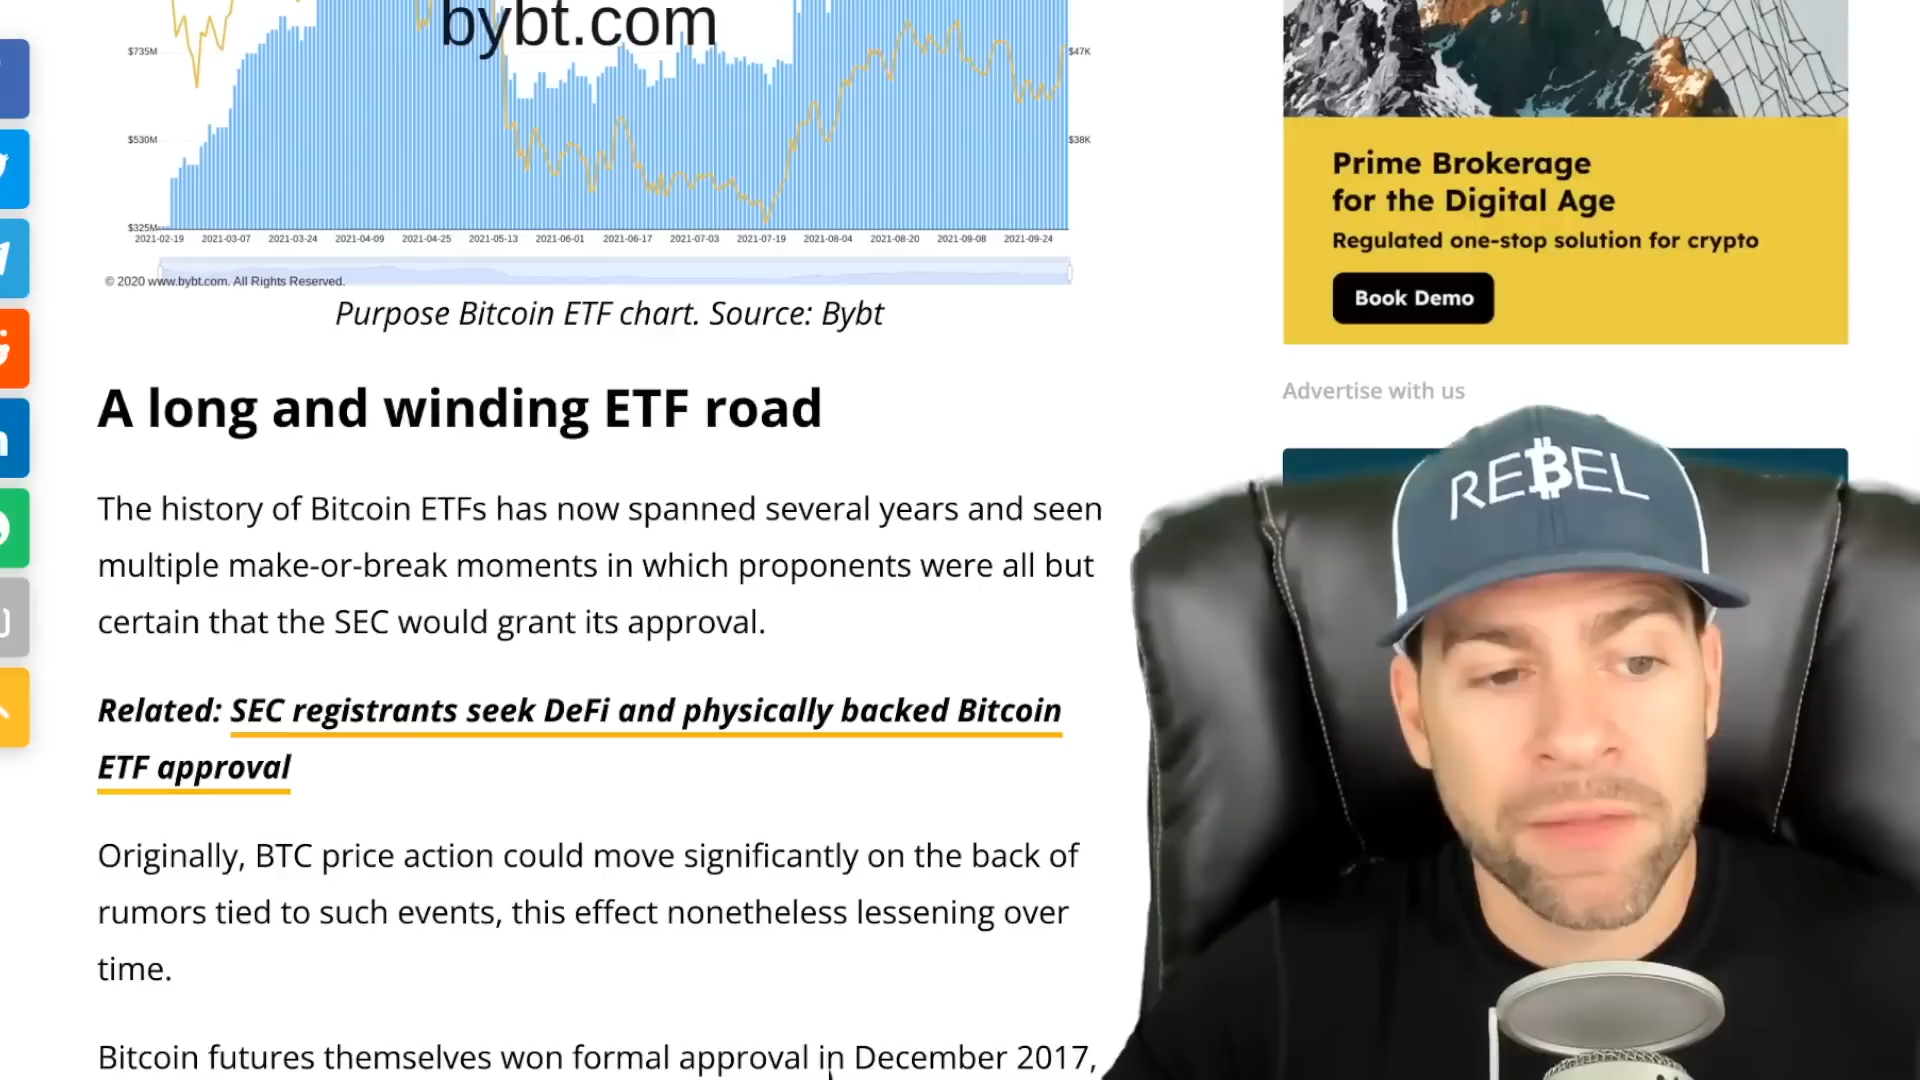 bybt.com
$735M
$47K
$530M
$38K
$325M
2021-02-19 2021-03-07 2021-03-24 2021-04-09 2021-04-25 2021-05-13 2021-06-01 2021-06-17 2021-07-03 2021-07-19 2021-08-04 2021-08-20 2021-09-08 2021-09-24
© 2020 www.bybt.com. All Rights Reserved.
Purpose Bitcoin ETF chart. Source: Bybt
A long and winding ETF road
The history of Bitcoin ETFs has now spanned several years and seen
multiple make-or-break moments in which proponents were all but
certain that the SEC would grant its approval.
Related: SEC registrants seek DeFi and physically backed Bitcoin
ETF approval
Originally, BTC price action could move significantly on the back of
rumors tied to such events, this effect nonetheless lessening over
time.
Bitcoin futures themselves won formal approval in December 2017,
Prime Brokerage
for the Digital Age
Regulated one-stop solution for crypto
Book Demo
Advertise with us
RE₿EL